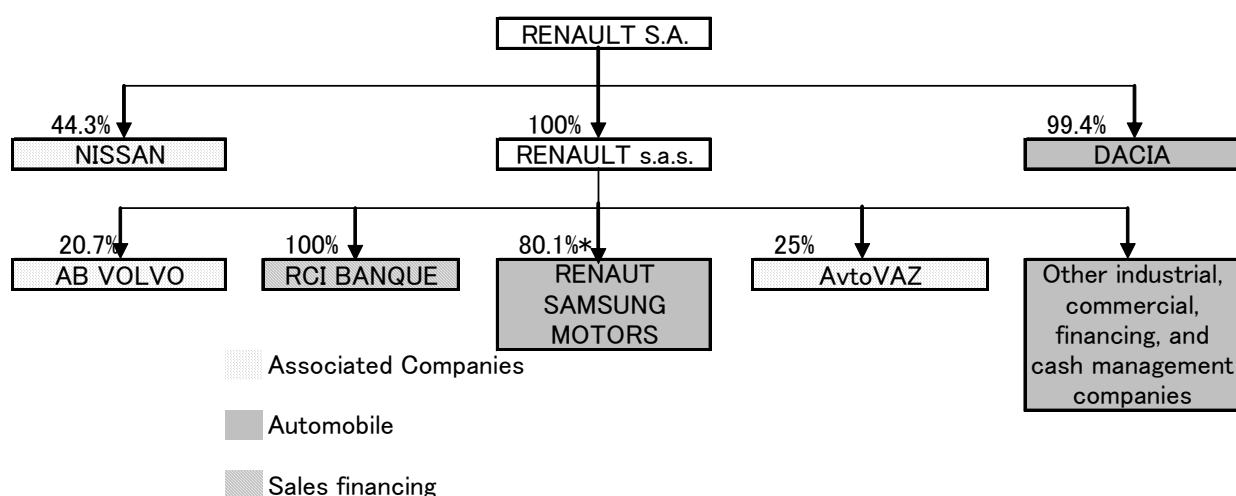 RENAULT S.A.
44.3%
100%
99.4%
NISSAN
RENAULT s.a.s.
DACIA
20.7%
100%
80.1%*
25%
AB VOLVO
RCI BANQUE
RENAUT
SAMSUNG
MOTORS
AvtoVAZ
Other industrial,
commercial,
financing, and
cash management
companies
Associated Companies
Automobile
Sales financing